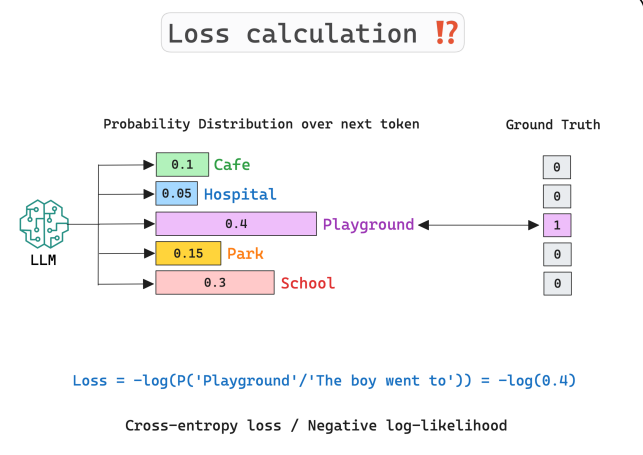 Loss calculation ⁉️
Probability Distribution over next token
Ground Truth
0.1 Cafe 0
0.05 Hospital 0
0.4 Playground 1
0.15 Park 0
0.3 School 0
LLM
Loss = -log(P('Playground'/'The boy went to')) = -log(0.4)
Cross-entropy loss / Negative log-likelihood